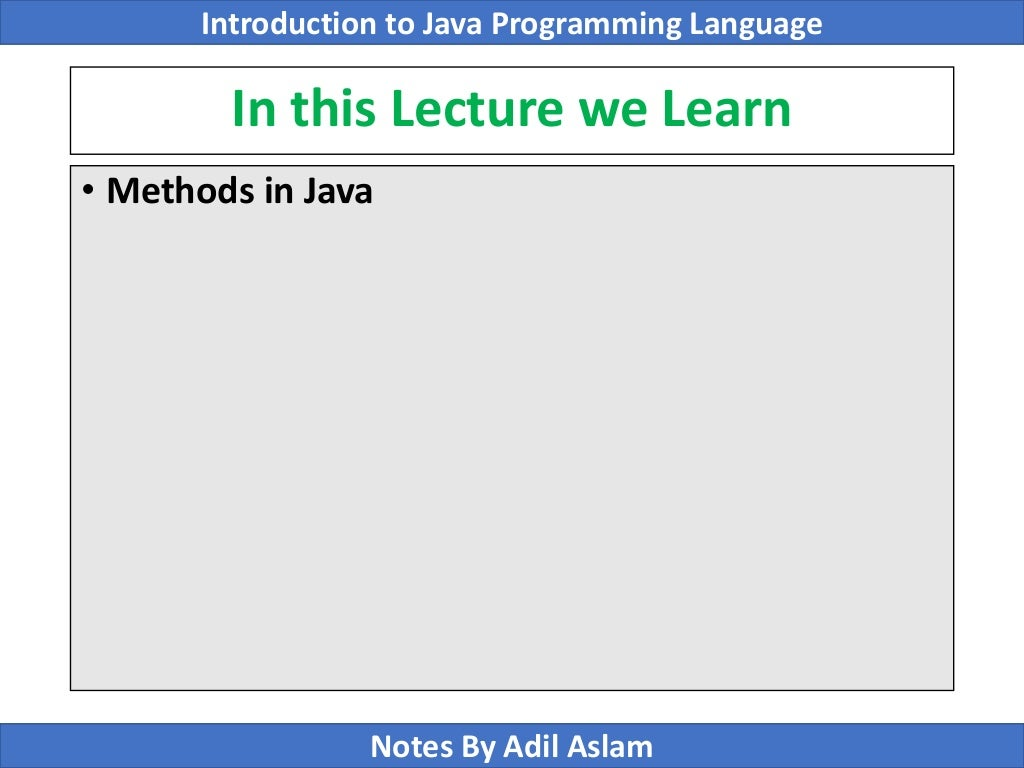 Introduction to Java Programming Language
In this Lecture we Learn
• Methods in Java
Notes By Adil Aslam